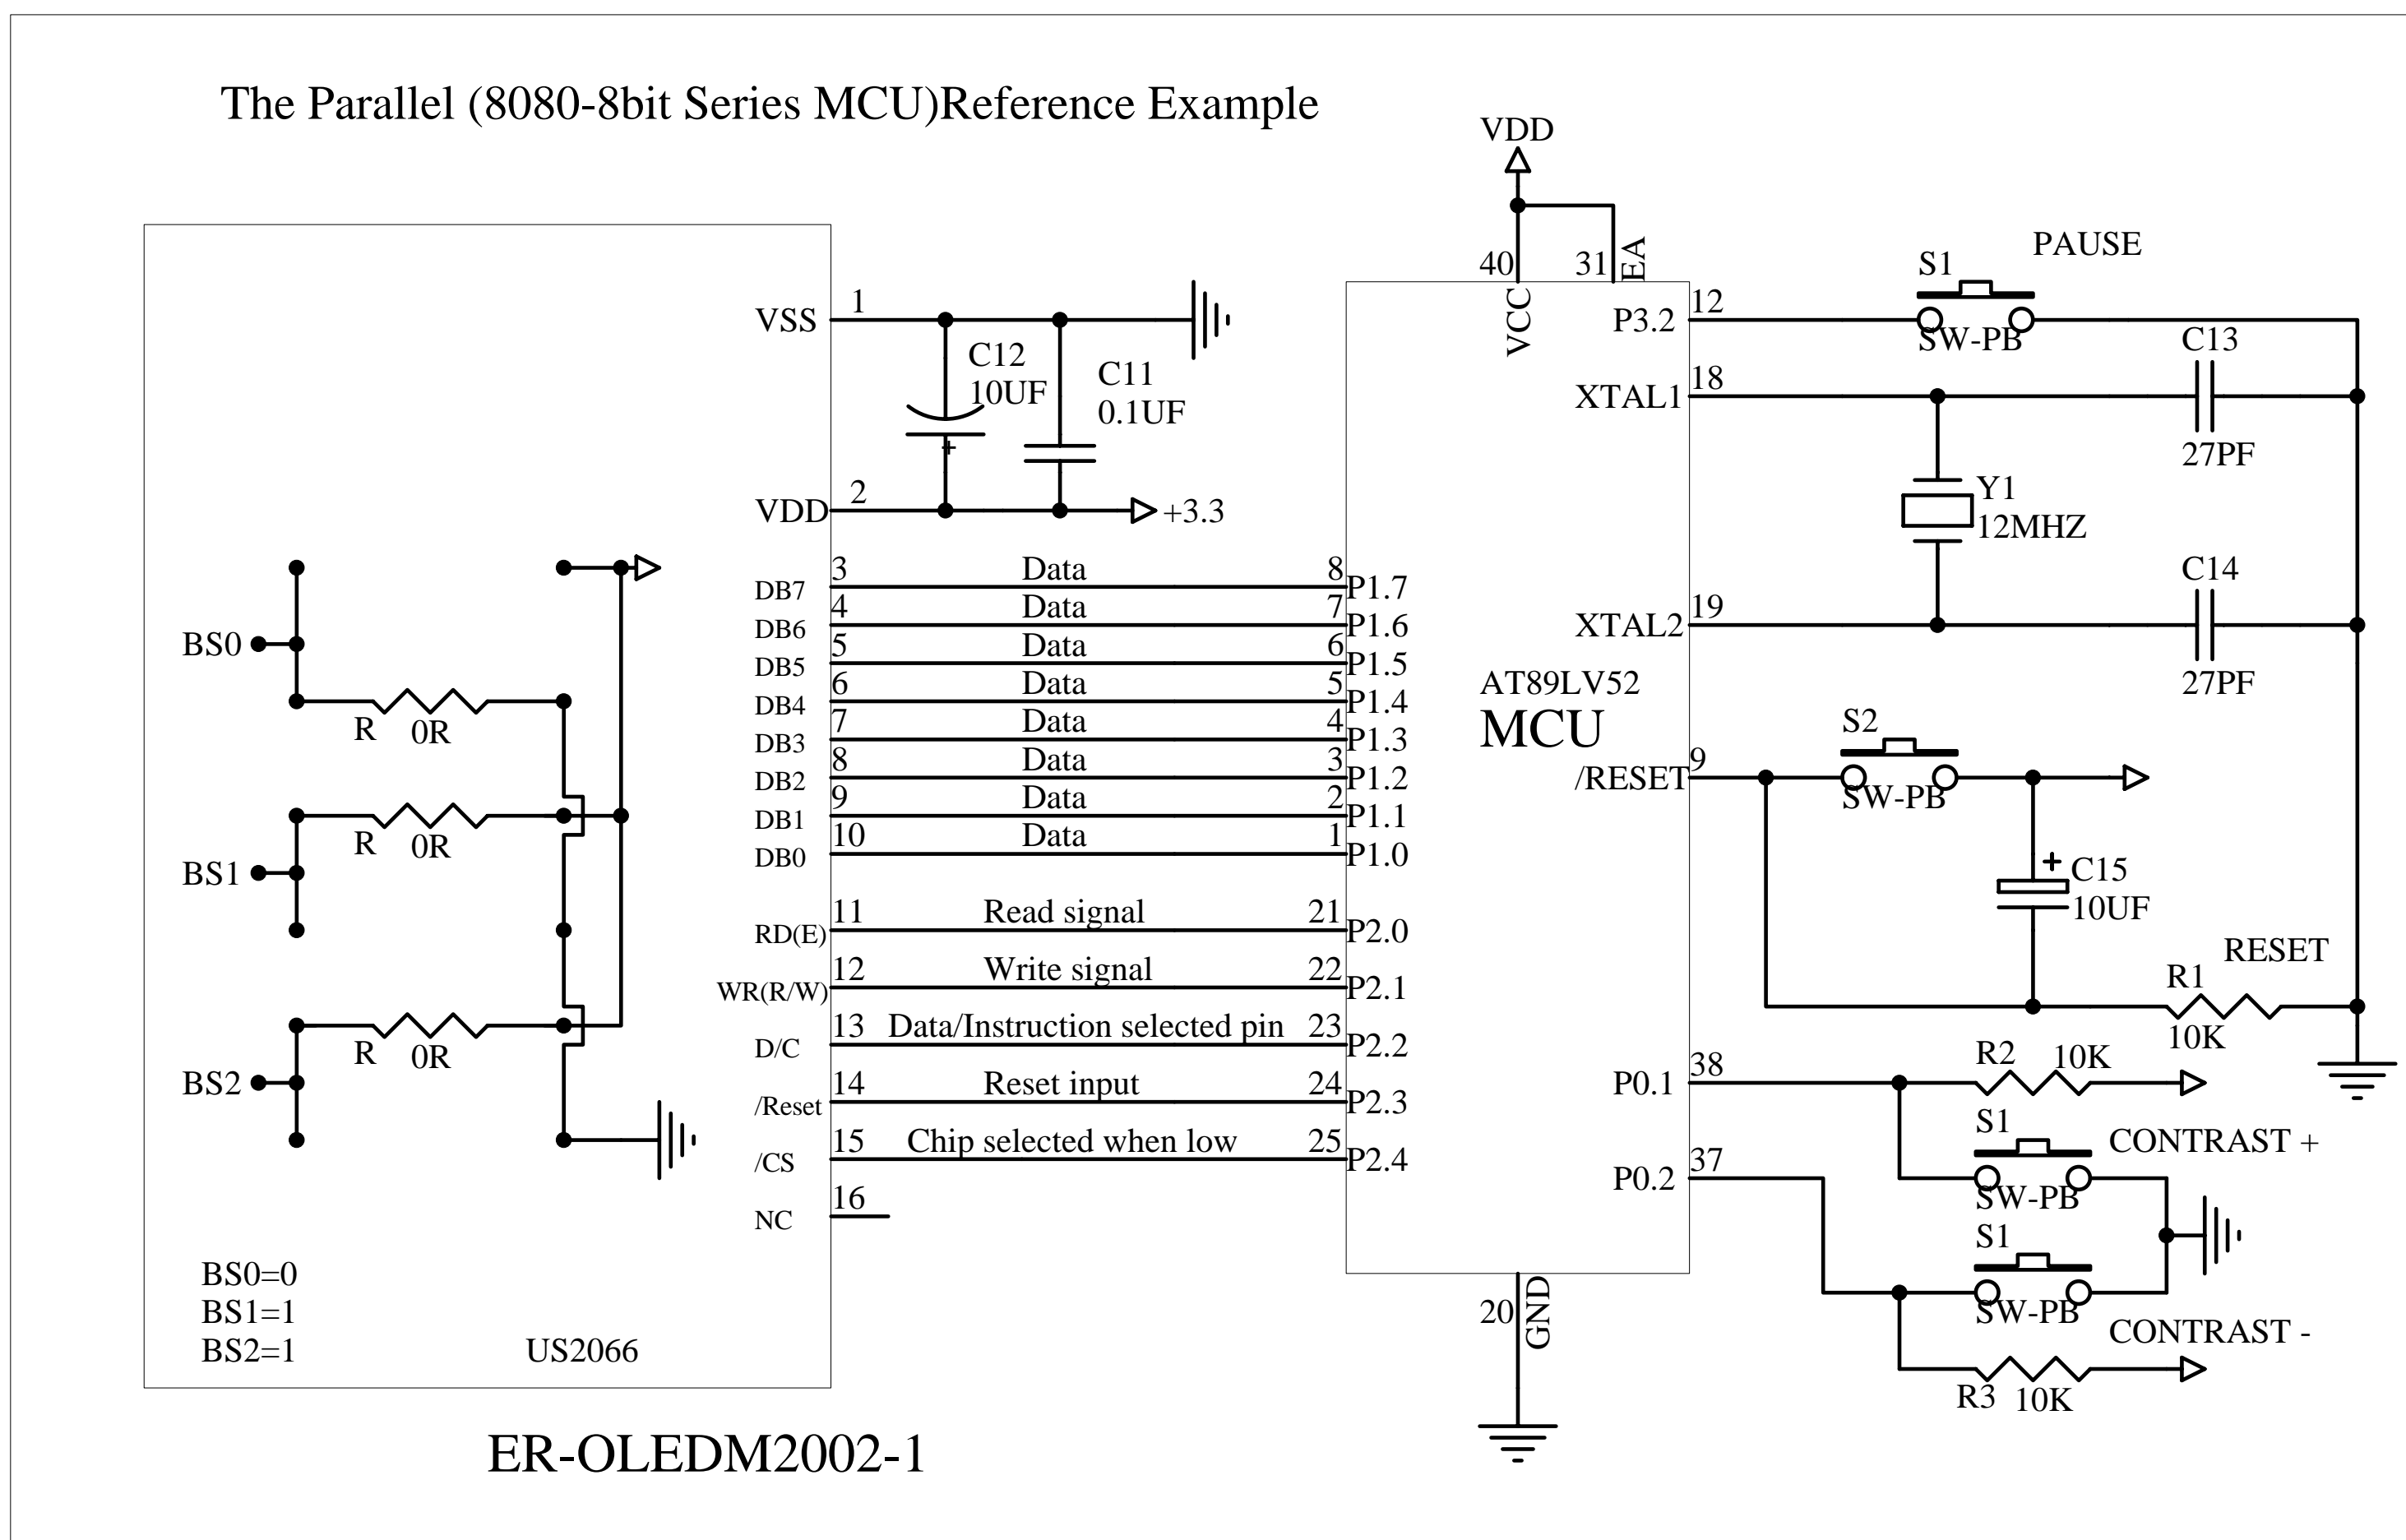 The Parallel (8080-8bit Series MCU)Reference Example
VSS
1
C12
10UF
C11
0.1UF
VDD
2
+3.3
BS0
R
0R
BS1
R
0R
BS2
R
0R
DB7
3
Data
8
P1.7
DB6
4
Data
7
P1.6
DB5
5
Data
6
P1.5
DB4
6
Data
5
P1.4
DB3
7
Data
4
P1.3
DB2
8
Data
3
P1.2
DB1
9
Data
2
P1.1
DB0
10
Data
1
P1.0
RD(E)
11
Read signal
21
P2.0
WR(R/W)
12
Write signal
22
P2.1
D/C
13
Data/Instruction selected pin
23
P2.2
/Reset
14
Reset input
24
P2.3
/CS
15
Chip selected when low
25
P2.4
NC
16
BS0=0
BS1=1
BS2=1
US2066
ER-OLEDM2002-1
VDD
40
VCC
31
EA
P3.2
12
S1
SW-PB
PAUSE
XTAL1
18
C13
27PF
Y1
12MHZ
XTAL2
19
C14
27PF
AT89LV52
MCU
/RESET
9
S2
SW-PB
C15
10UF
RESET
R1
10K
P0.1
38
R2
10K
S1
SW-PB
CONTRAST +
P0.2
37
S1
SW-PB
CONTRAST -
R3
10K
20
GND
+
+